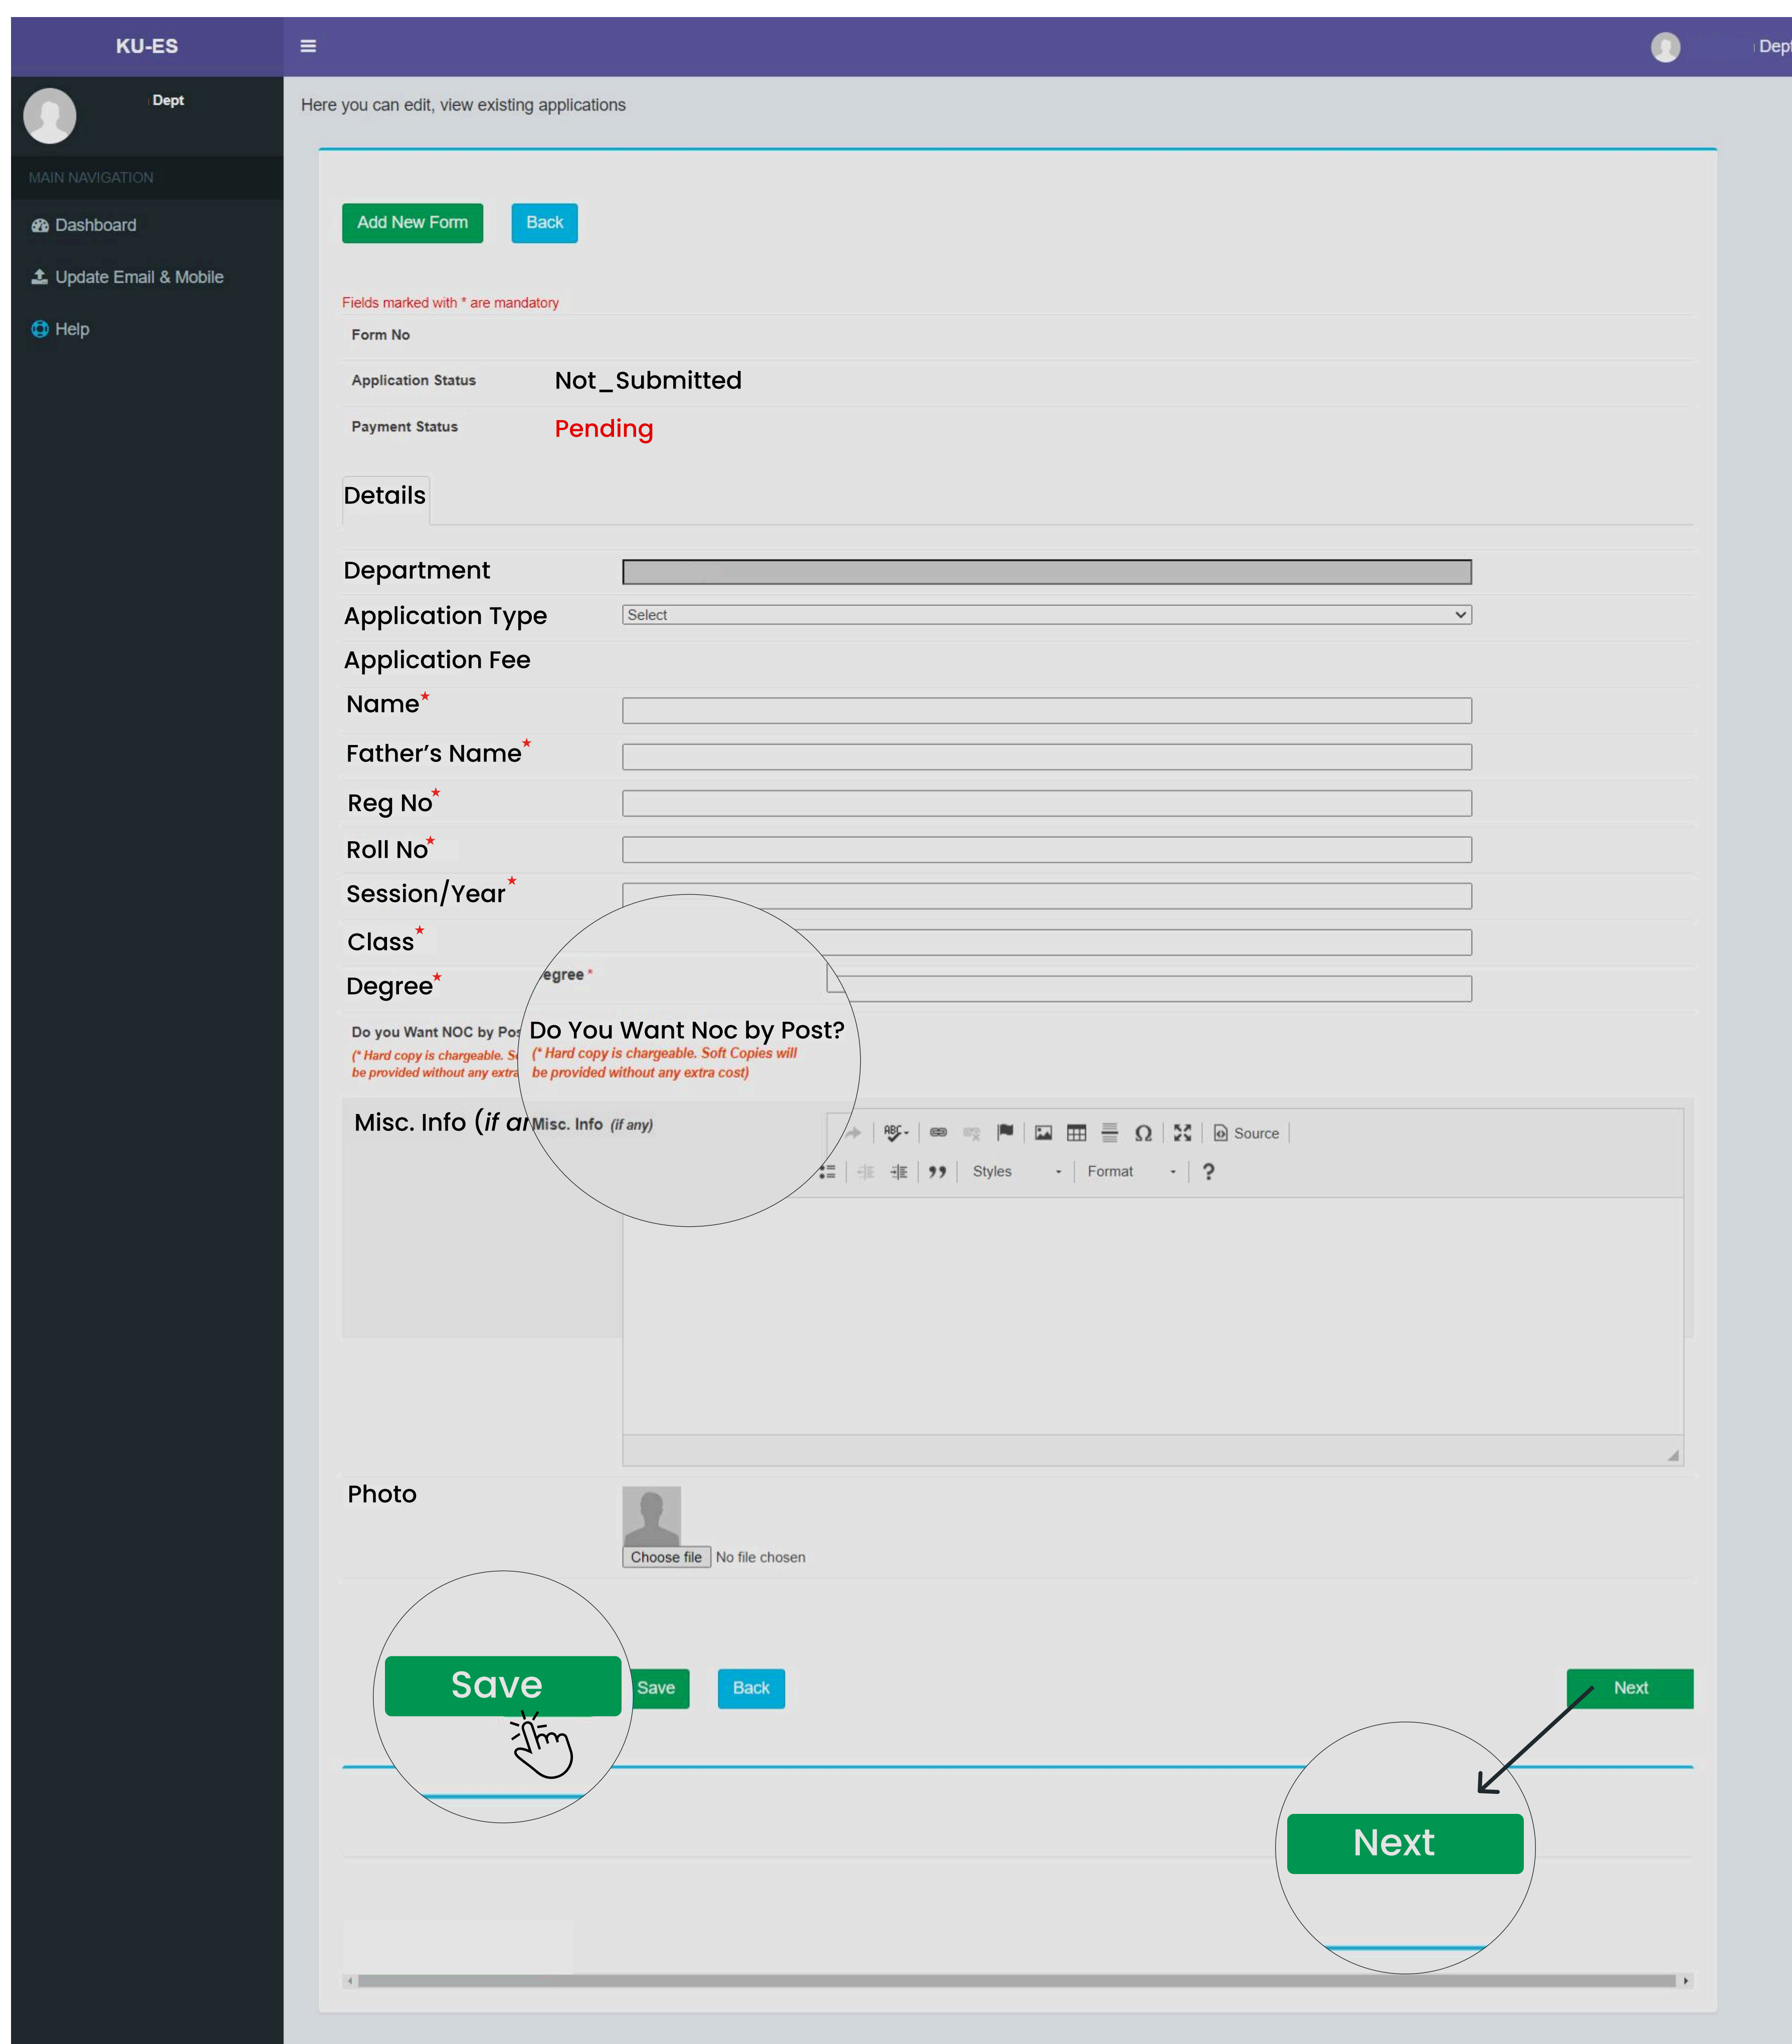 KU-ES
Dept
Dept
MAIN NAVIGATION
Dashboard
Update Email & Mobile
Help
Here you can edit, view existing applications
Add New Form Back
Fields marked with * are mandatory
Form No
Application Status Not_Submitted
Payment Status Pending
Details
Department
Application Type Select
Application Fee
Name*
Father's Name*
Reg No*
Roll No*
Session/Year*
Class*
Degree*
egree *
Do you Want NOC by Pos
(* Hard copy is chargeable. S
be provided without any extra
Do You Want Noc by Post?
(* Hard copy is chargeable. Soft Copies will
be provided without any extra cost)
Misc. Info (if an
Misc. Info (if any)
ABC Ω Source
Styles Format ?
Photo
Choose file No file chosen
Save
Save Back Next
Next